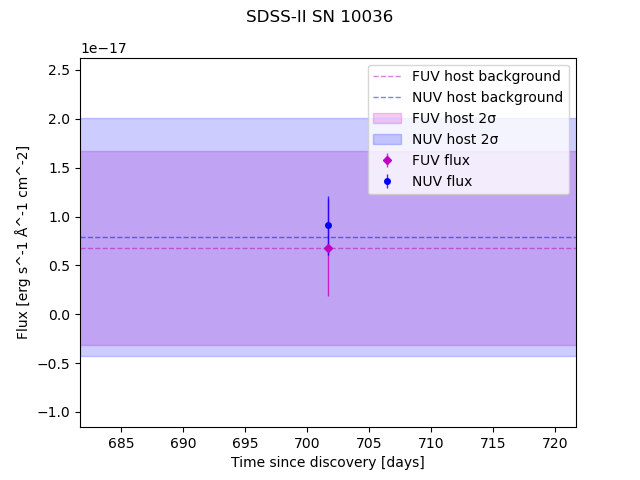 SDSS-II SN 10036
1e−17
FUV host background
NUV host background
FUV host 2σ
NUV host 2σ
FUV flux
NUV flux
2.5
2.0
1.5
1.0
0.5
0.0
−0.5
−1.0
Flux [erg s^-1 Å^-1 cm^-2]
685 690 695 700 705 710 715 720
Time since discovery [days]